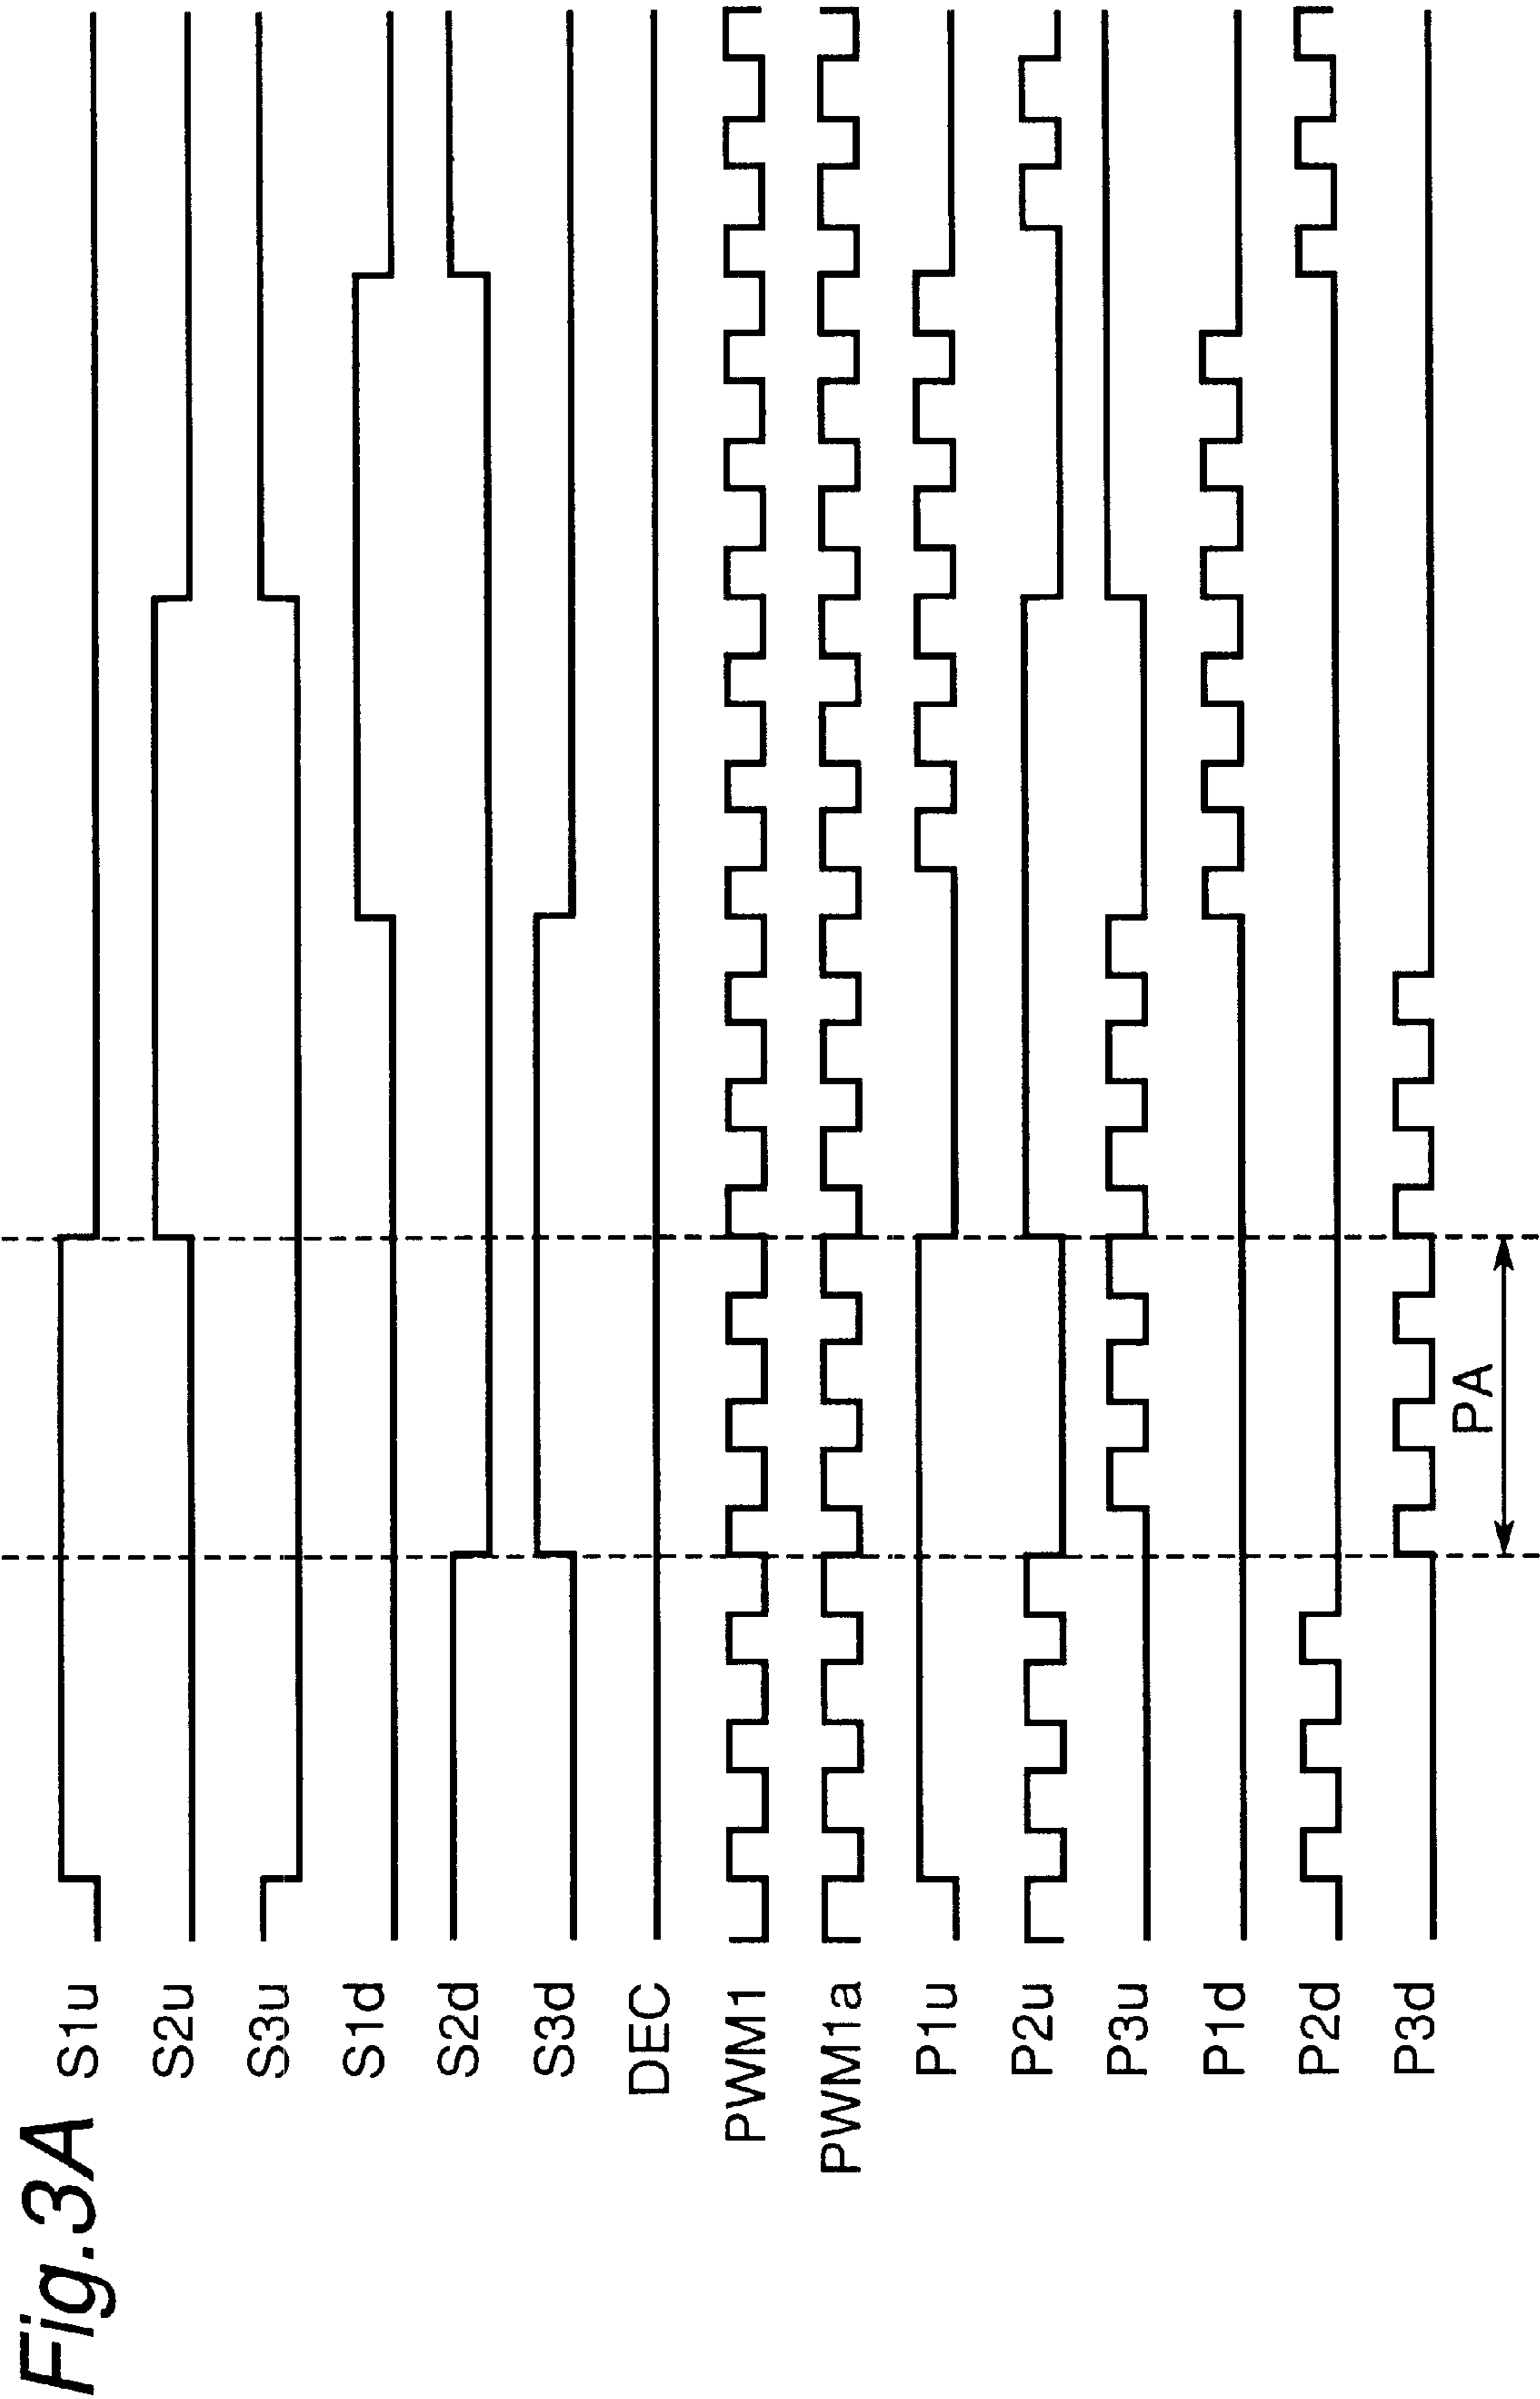 Fig.3A
S1u
S2u
S3u
S1d
S2d
S3d
DEC
PWM1
PWM1a
P1u
P2u
P3u
P1d
P2d
P3d
PA